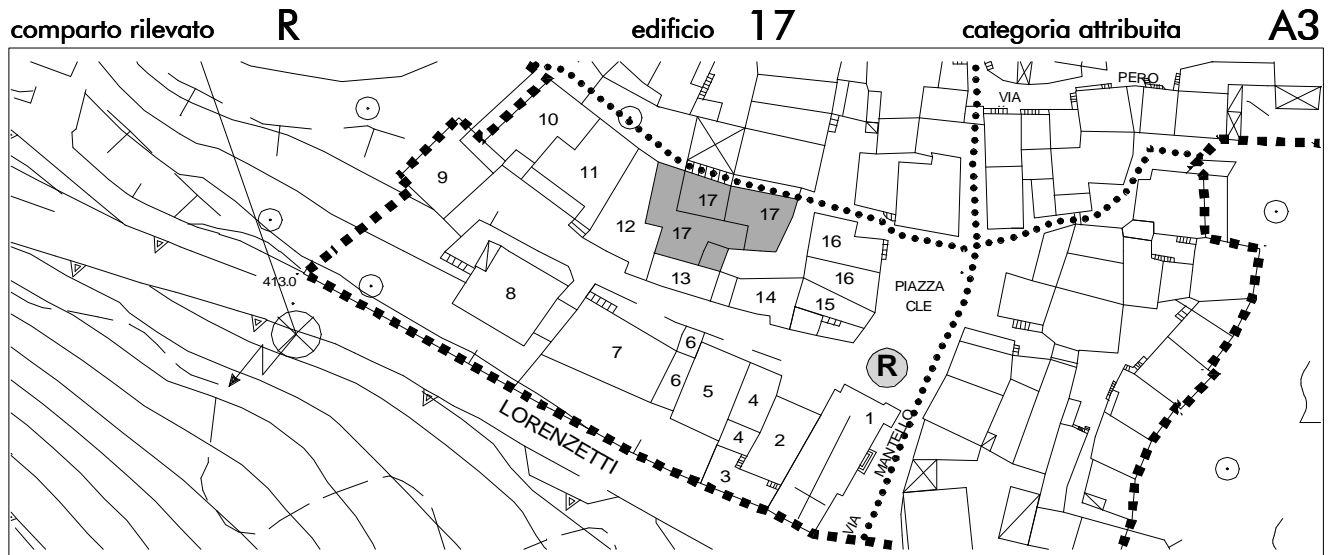 comparto rilevato R edificio 17 categoria attribuita A3
PERO
VIA
10
9
11
17
17
12
17
16
13
16
413.0
8
14
15
PIAZZA
CLE
7
6
R
6
5
4
LORENZETTI
1
MANTELLO
4
2
3
VIA